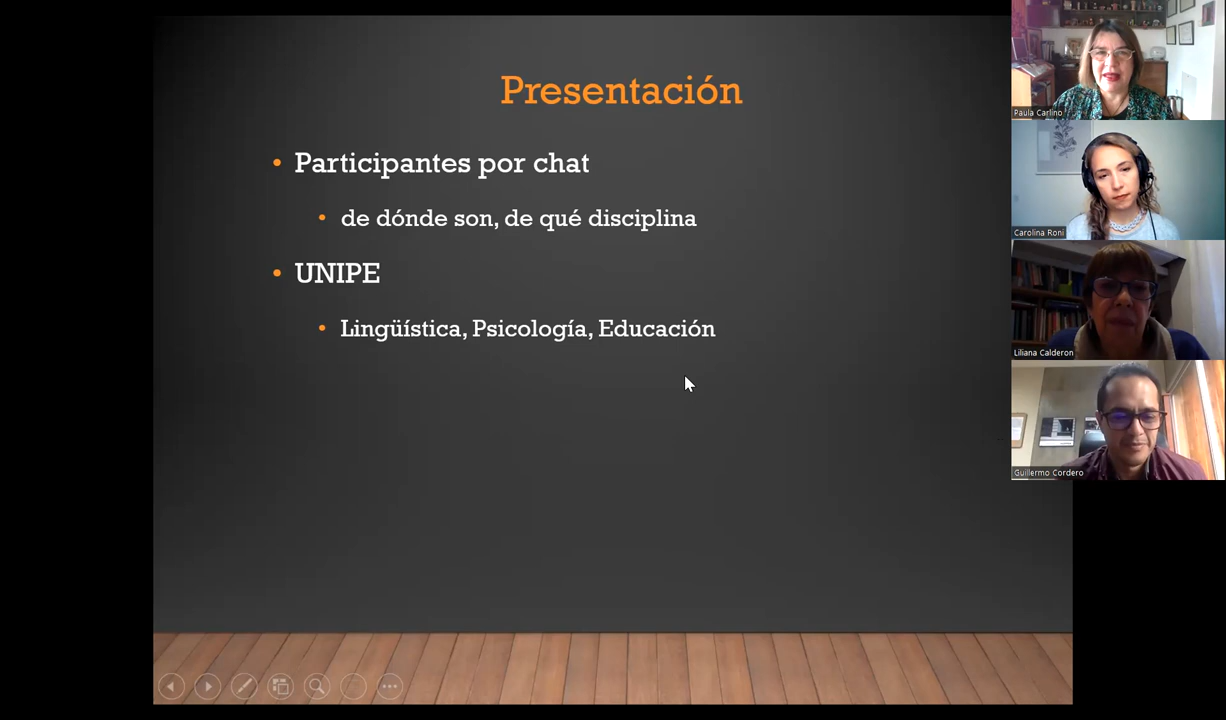 Presentación
Participantes por chat
de dónde son, de qué disciplina
UNIPE
Lingüística, Psicología, Educación
Paula Carlino
Carolina Roni
Liliana Calderon
Guillermo Cordero